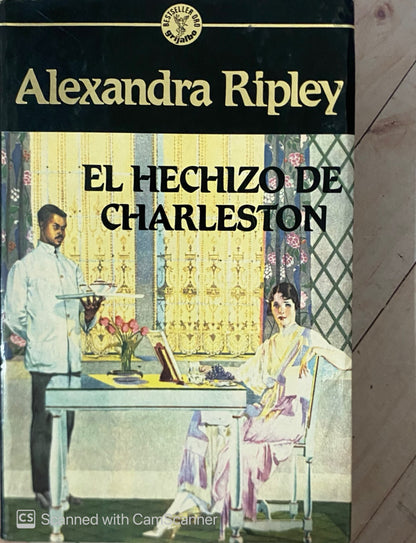 BESTSELLER ORO
grijalbo
Alexandra Ripley
EL HECHIZO DE
CHARLESTON
CS Scanned with CamScanner